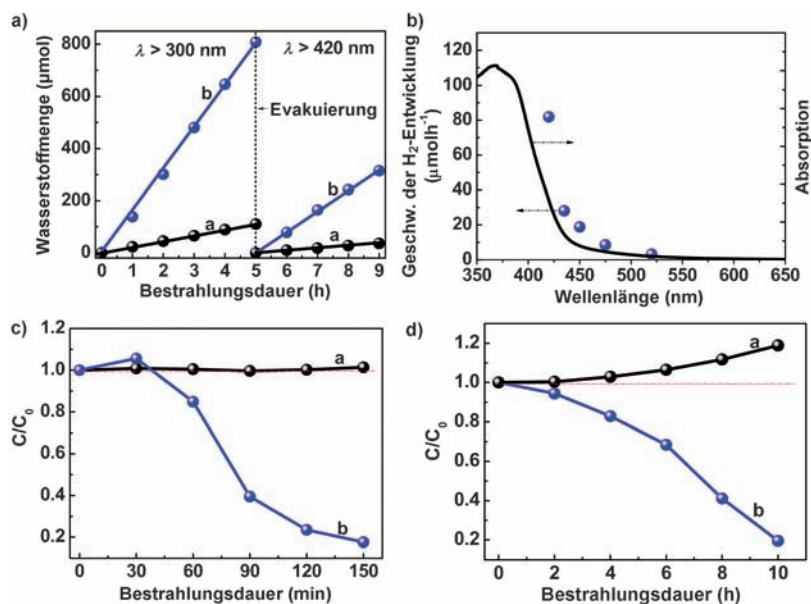 a)
λ > 300 nm
λ > 420 nm
Wasserstoffmenge (µmol)
800
600
400
200
0
b
a
Evakuierung
b
a
0 1 2 3 4 5 6 7 8 9
Bestrahlungsdauer (h)
b)
Geschw. der H₂-Entwicklung
(µmolh⁻¹)
120
100
80
60
40
20
0
Absorption
350 400 450 500 550 600 650
Wellenlänge (nm)
c)
C/C₀
1.2
1.0
0.8
0.6
0.4
0.2
a
b
0 30 60 90 120 150
Bestrahlungsdauer (min)
d)
C/C₀
1.2
1.0
0.8
0.6
0.4
0.2
a
b
0 2 4 6 8 10
Bestrahlungsdauer (h)